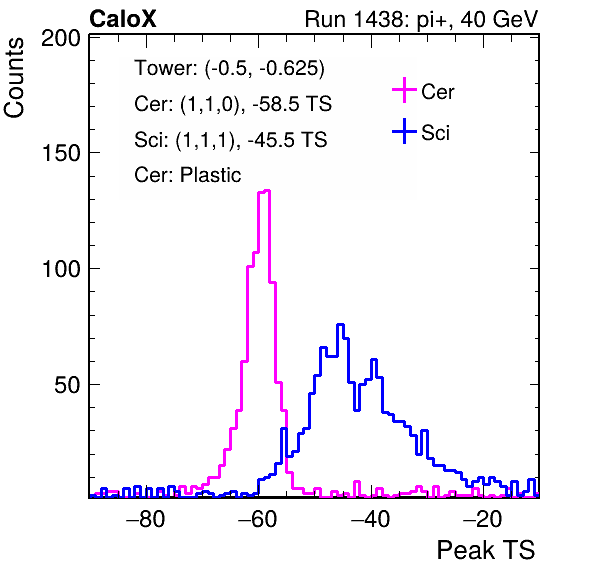 CaloX Run 1438: pi+, 40 GeV
Counts
200
150
100
50
Tower: (-0.5, -0.625)
Cer: (1,1,0), -58.5 TS
Sci: (1,1,1), -45.5 TS
Cer: Plastic
Cer
Sci
−80 −60 −40 −20
Peak TS